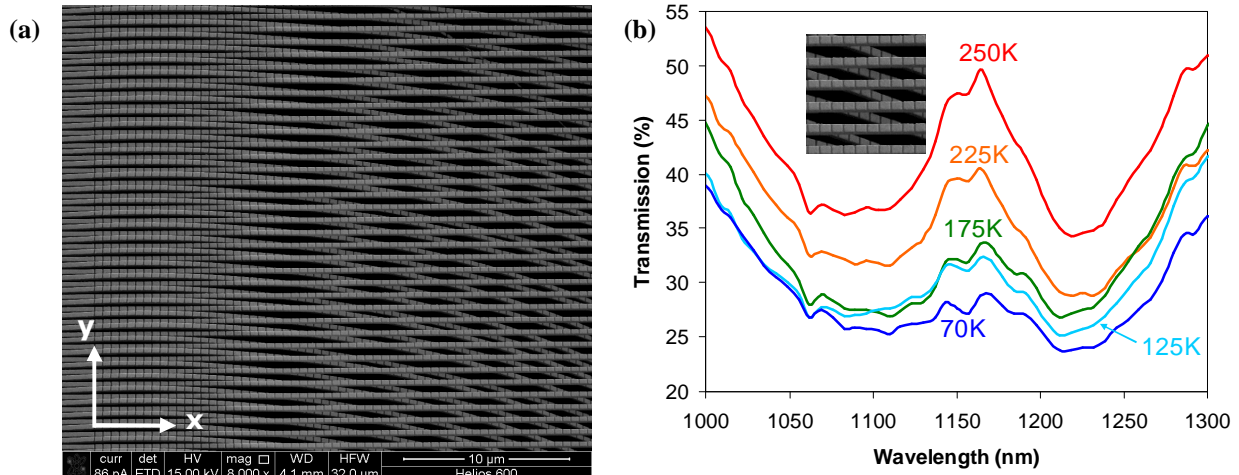 (a)
y
x
curr det HV mag □ WD HFW
86 pA ETD 15.00 kV 8,000 x 4.1 mm 32.0 µm
10 µm
Helios 600
(b)
55
50
45
40
35
30
25
20
Transmission (%)
250K
225K
175K
70K
125K
1000 1050 1100 1150 1200 1250 1300
Wavelength (nm)